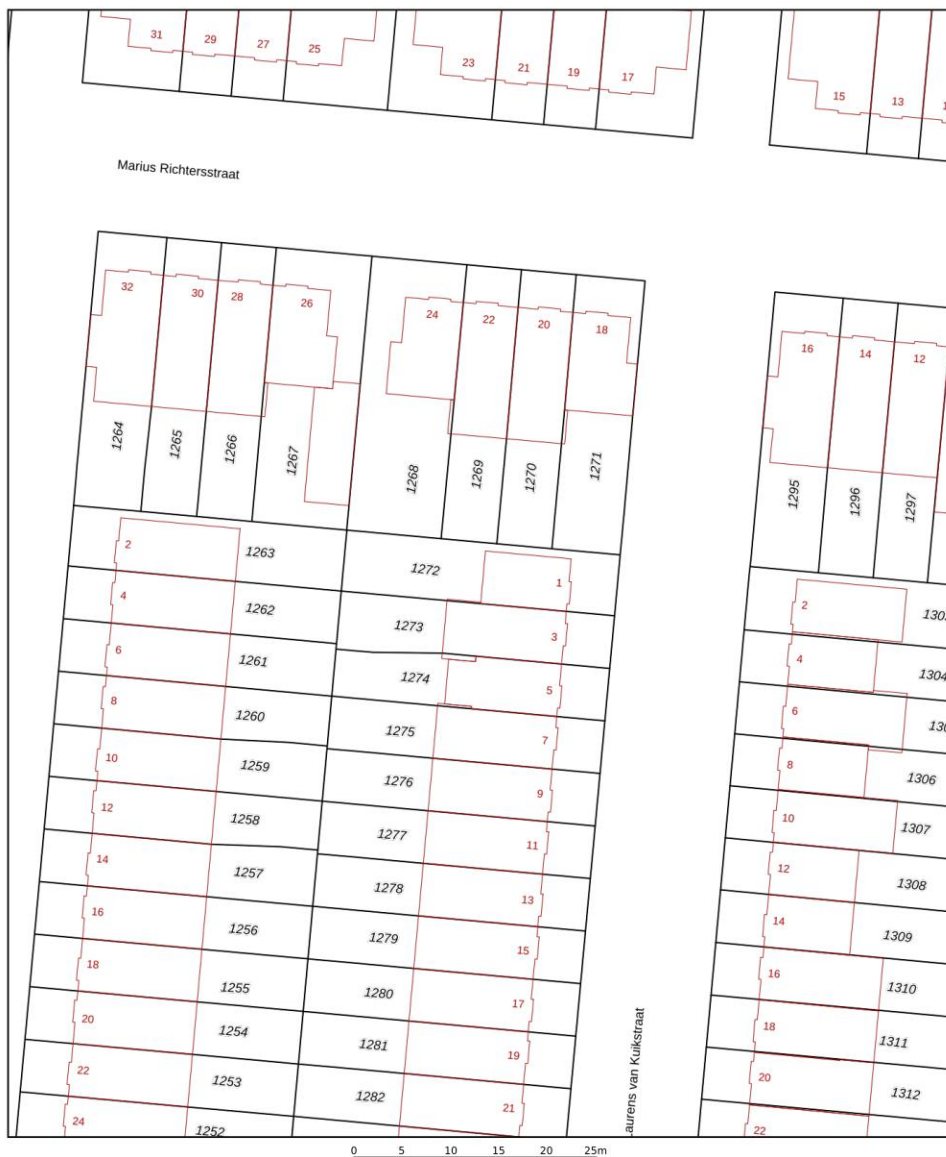 31 29 27 25 23 21 19 17 15 13
Marius Richtersstraat
32 30 28 26 24 22 20 18 16 14 12
1264 1265 1266 1267 1268 1269 1270 1271 1295 1296 1297
2 1263 1272 1 2
4 1262 1273 3 4 1304
6 1261 1274 5 6
8 1260 1275 7 8 1306
10 1259 1276 9 10 1307
12 1258 1277 11 12 1308
14 1257 1278 13 14 1309
16 1256 1279 15 16 1310
18 1255 1280 17 18 1311
20 1254 1281 19 20 1312
22 1253 1282 21 22
24 1252
aurens van Kuikstraat
0 5 10 15 20 25m